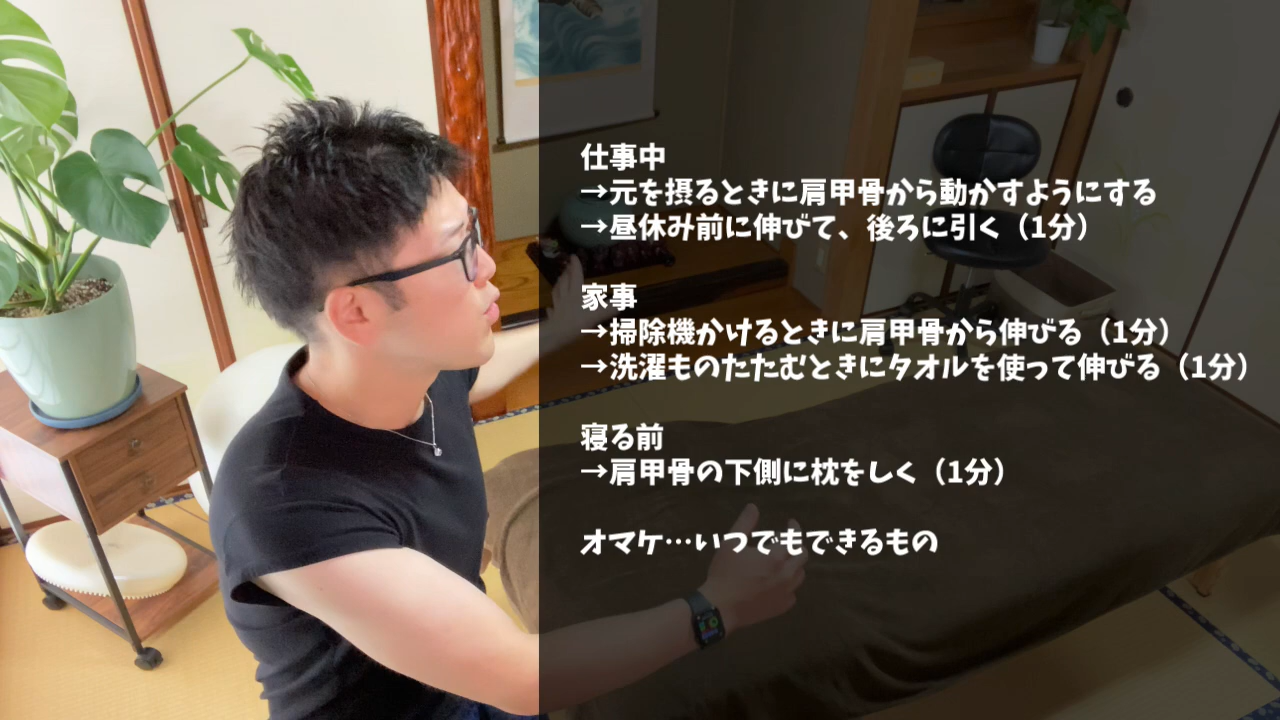 仕事中
→元を摂るときに肩甲骨から動かすようにする
→昼休み前に伸びて、後ろに引く（1分）
家事
→掃除機かけるときに肩甲骨から伸びる（1分）
→洗濯ものたたむときにタオルを使って伸びる（1分）
寝る前
→肩甲骨の下側に枕をしく（1分）
オマケ…いつでもできるもの